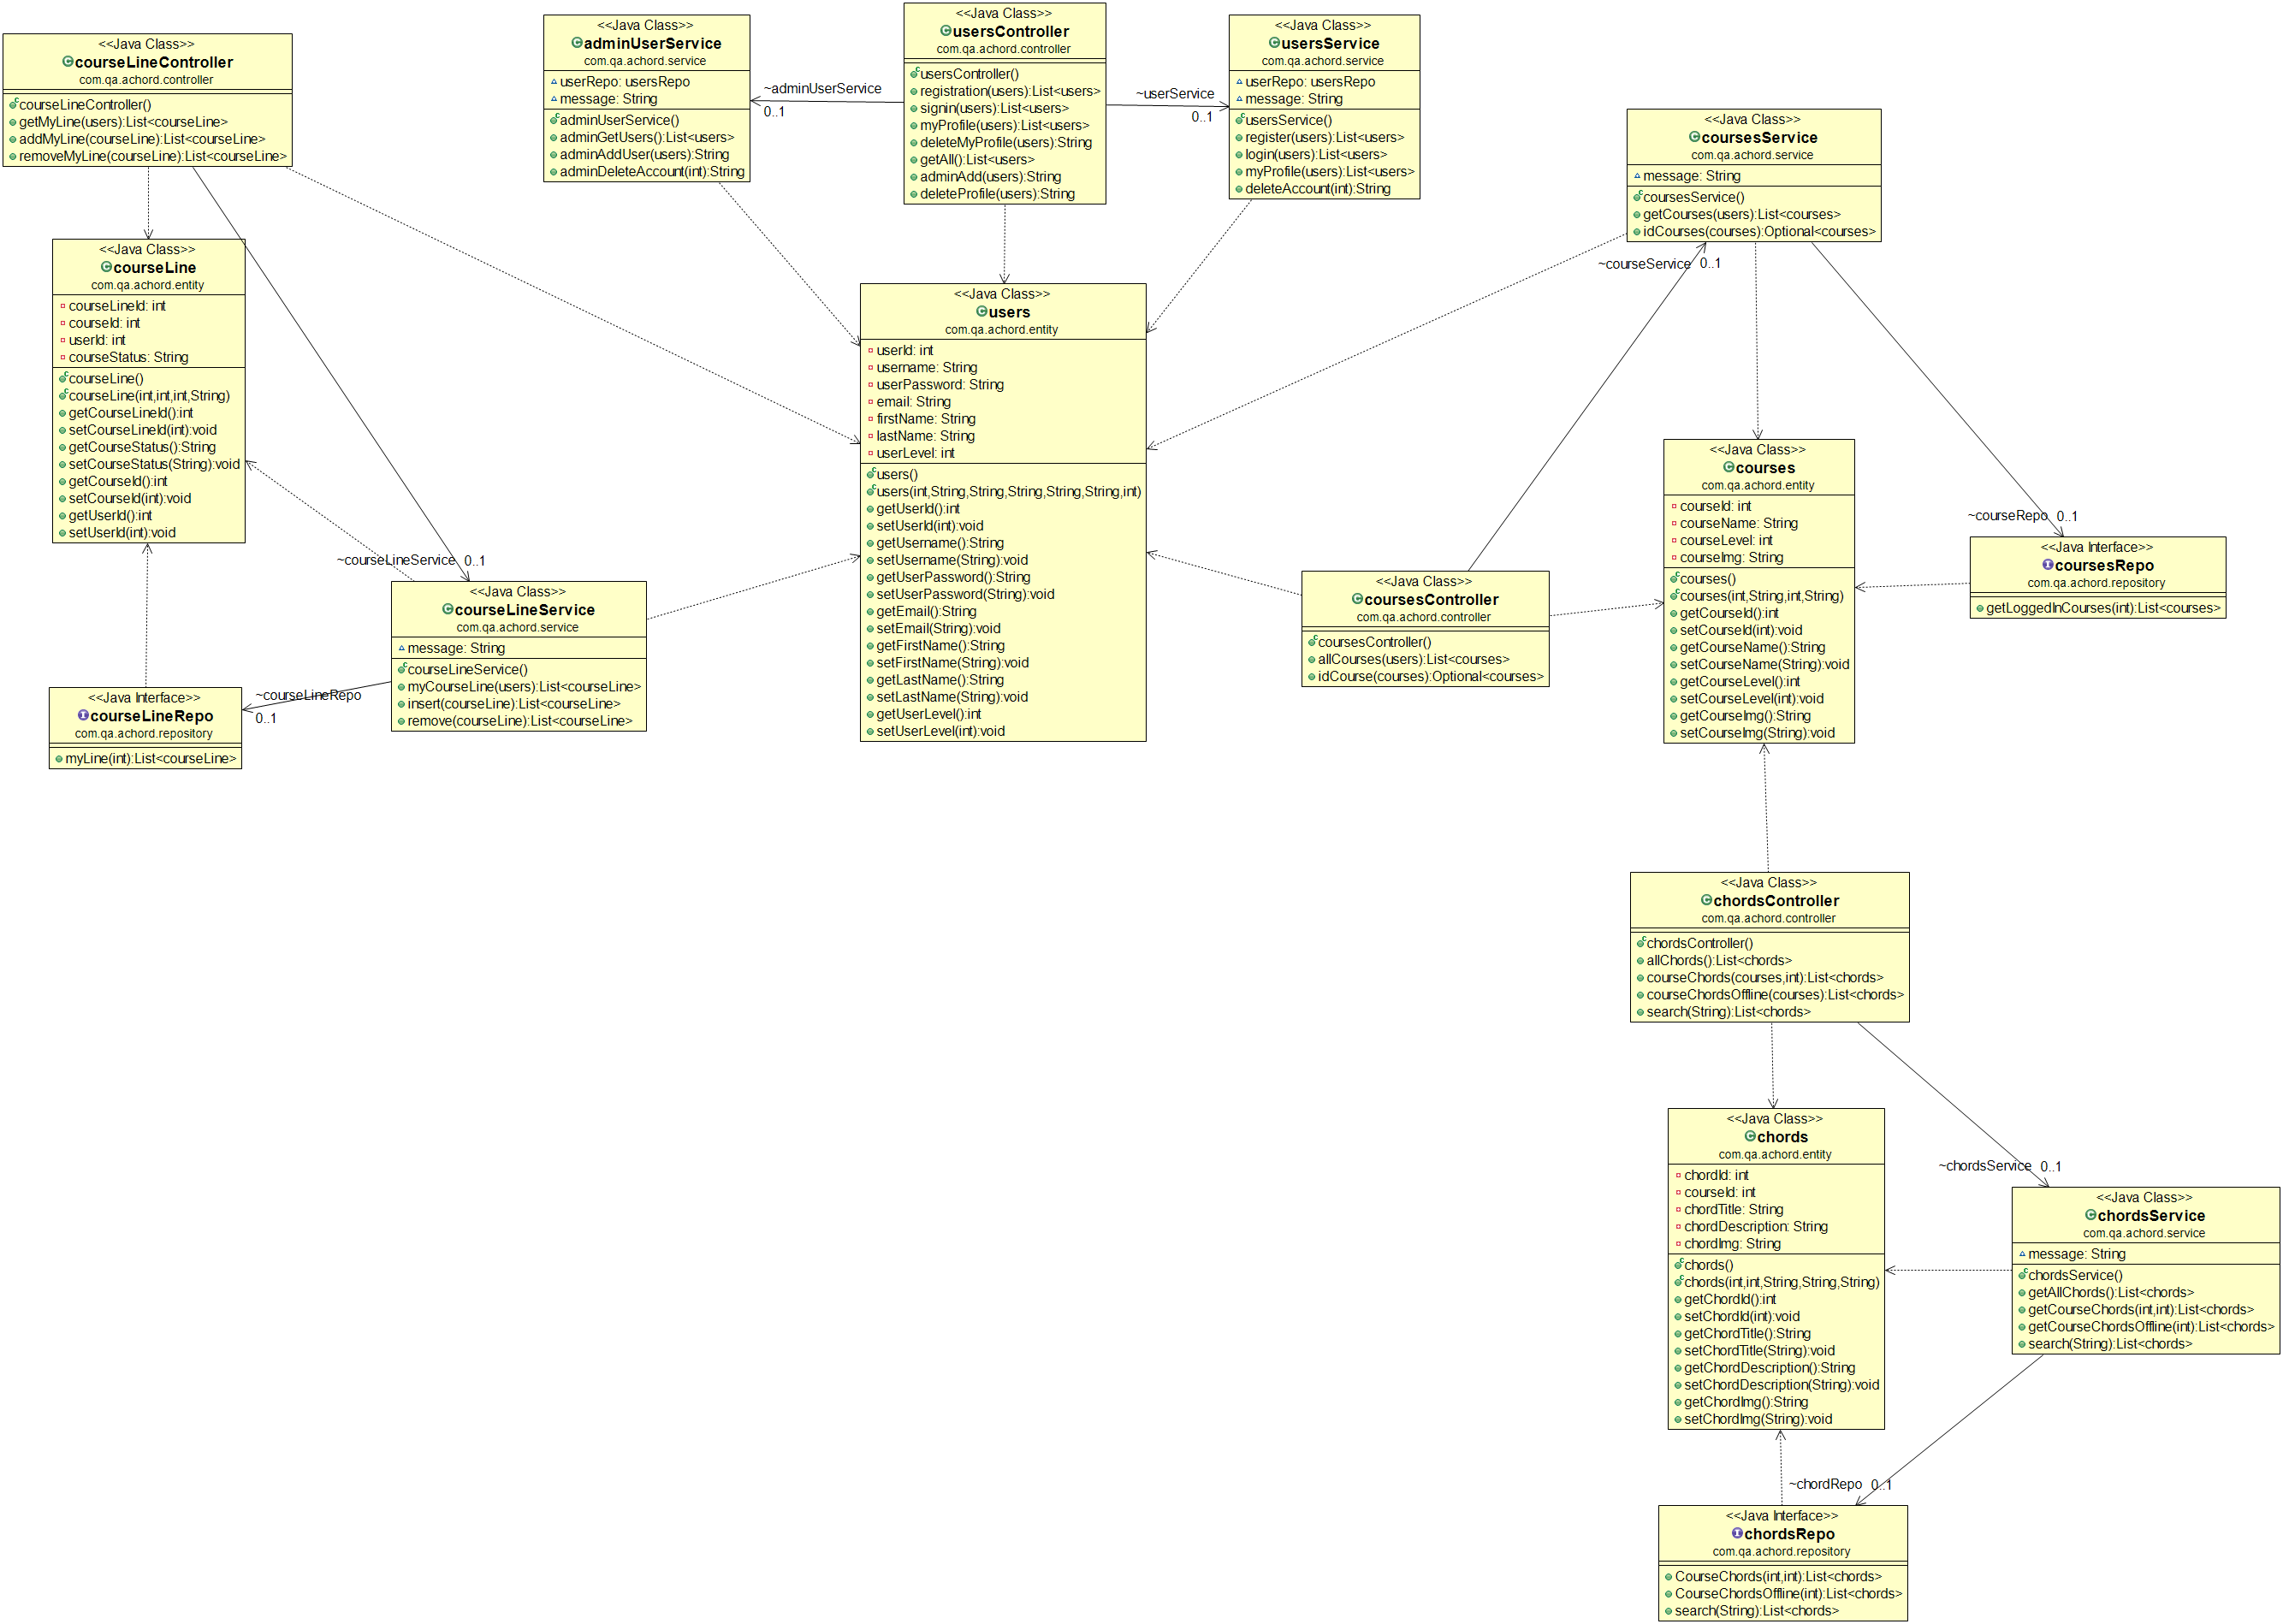 <<Java Class>>
courseLineController
com.qa.achord.controller
courseLineController()
getMyLine(users):List<courseLine>
addMyLine(courseLine):List<courseLine>
removeMyLine(courseLine):List<courseLine>
<<Java Class>>
adminUserService
com.qa.achord.service
userRepo: usersRepo
message: String
adminUserService()
adminGetUsers():List<users>
adminAddUser(users):String
adminDeleteAccount(int):String
~adminUserService
0..1
<<Java Class>>
usersController
com.qa.achord.controller
usersController()
registration(users):List<users>
signin(users):List<users>
myProfile(users):List<users>
deleteMyProfile(users):String
getAll():List<users>
adminAdd(users):String
deleteProfile(users):String
~userService
0..1
<<Java Class>>
usersService
com.qa.achord.service
userRepo: usersRepo
message: String
usersService()
register(users):List<users>
login(users):List<users>
myProfile(users):List<users>
deleteAccount(int):String
<<Java Class>>
coursesService
com.qa.achord.service
message: String
coursesService()
getCourses(users):List<courses>
idCourses(courses):Optional<courses>
~courseService 0..1
<<Java Class>>
courseLine
com.qa.achord.entity
courseLineId: int
courseId: int
userId: int
courseStatus: String
courseLine()
courseLine(int,int,int,String)
getCourseLineId():int
setCourseLineId(int):void
getCourseStatus():String
setCourseStatus(String):void
getCourseId():int
setCourseId(int):void
getUserId():int
setUserId(int):void
<<Java Class>>
users
com.qa.achord.entity
userId: int
username: String
userPassword: String
email: String
firstName: String
lastName: String
userLevel: int
users()
users(int,String,String,String,String,String,int)
getUserId():int
setUserId(int):void
getUsername():String
setUsername(String):void
getUserPassword():String
setUserPassword(String):void
getEmail():String
setEmail(String):void
getFirstName():String
setFirstName(String):void
getLastName():String
setLastName(String):void
getUserLevel():int
setUserLevel(int):void
<<Java Class>>
courses
com.qa.achord.entity
courseId: int
courseName: String
courseLevel: int
courseImg: String
courses()
courses(int,String,int,String)
getCourseId():int
setCourseId(int):void
getCourseName():String
setCourseName(String):void
getCourseLevel():int
setCourseLevel(int):void
getCourseImg():String
setCourseImg(String):void
~courseRepo 0..1
<<Java Interface>>
coursesRepo
com.qa.achord.repository
getLoggedInCourses(int):List<courses>
~courseLineService 0..1
<<Java Class>>
courseLineService
com.qa.achord.service
message: String
courseLineService()
myCourseLine(users):List<courseLine>
insert(courseLine):List<courseLine>
remove(courseLine):List<courseLine>
<<Java Class>>
coursesController
com.qa.achord.controller
coursesController()
allCourses(users):List<courses>
idCourse(courses):Optional<courses>
~courseLineRepo
0..1
<<Java Interface>>
courseLineRepo
com.qa.achord.repository
myLine(int):List<courseLine>
<<Java Class>>
chordsController
com.qa.achord.controller
chordsController()
allChords():List<chords>
courseChords(courses,int):List<chords>
courseChordsOffline(courses):List<chords>
search(String):List<chords>
<<Java Class>>
chords
com.qa.achord.entity
chordId: int
courseId: int
chordTitle: String
chordDescription: String
chordImg: String
chords()
chords(int,int,String,String,String)
getChordId():int
setChordId(int):void
getChordTitle():String
setChordTitle(String):void
getChordDescription():String
setChordDescription(String):void
getChordImg():String
setChordImg(String):void
~chordsService 0..1
<<Java Class>>
chordsService
com.qa.achord.service
message: String
chordsService()
getAllChords():List<chords>
getCourseChords(int,int):List<chords>
getCourseChordsOffline(int):List<chords>
search(String):List<chords>
~chordRepo 0..1
<<Java Interface>>
chordsRepo
com.qa.achord.repository
CourseChords(int,int):List<chords>
CourseChordsOffline(int):List<chords>
search(String):List<chords>